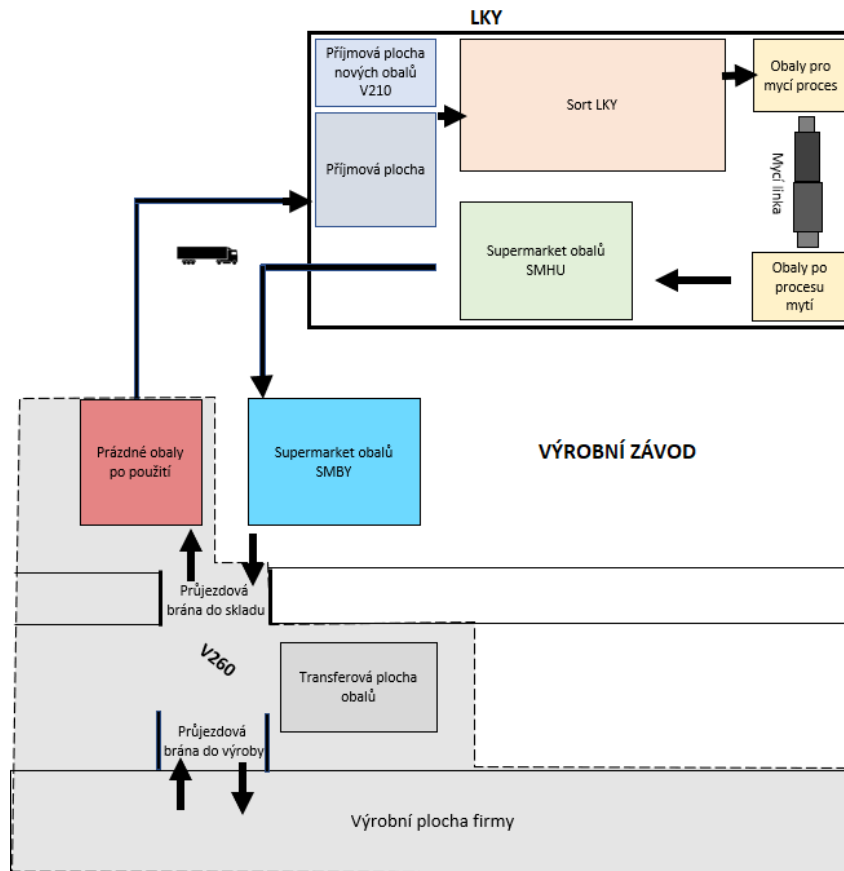 LKY
Příjmová plocha
nových obalů
V210
Sort LKY
Obaly pro
mycí proces
Příjmová plocha
Mycí linka
Supermarket obalů
SMHU
Obaly po
procesu
mytí
Prázdné obaly
po použití
Supermarket obalů
SMBY
VÝROBNÍ ZÁVOD
Průjezdová
brána do skladu
V260
Transferová plocha
obalů
Průjezdová
brána do výroby
Výrobní plocha firmy